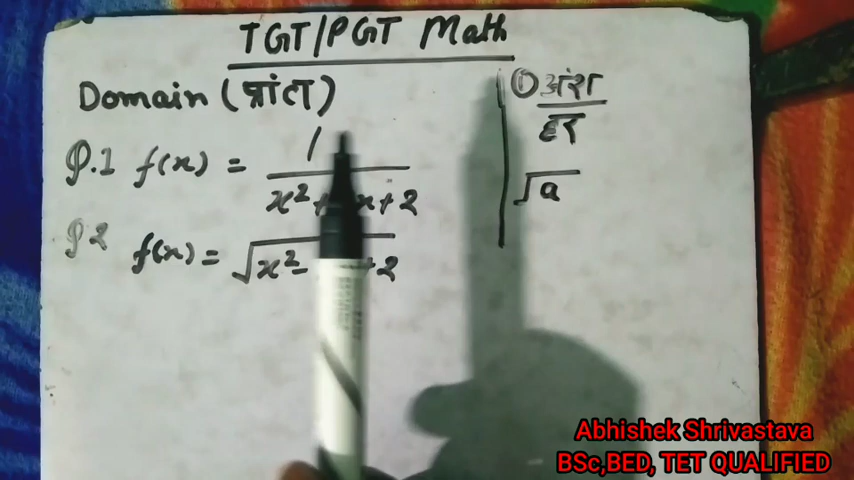 TGT/PGT Math
Domain (प्रांत)
P.1 f(x) = 1
x² + x + 2
P 2 f(x) = √x² - + 2
① अंश
हर
√a
Abhishek Shrivastava
BSc,BED, TET QUALIFIED